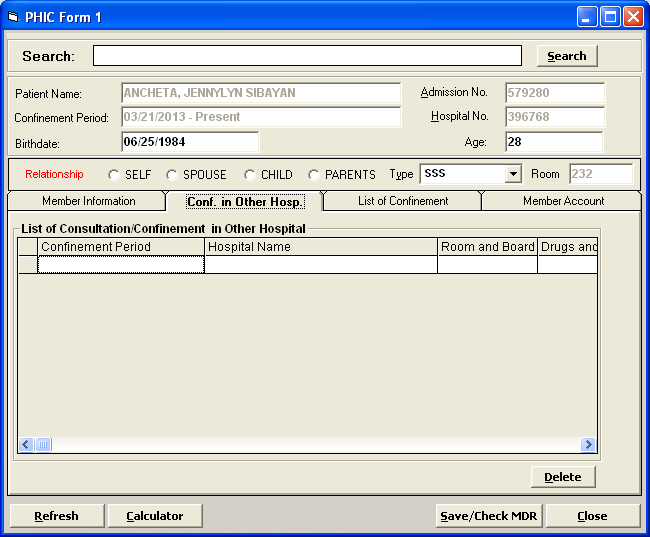 PHIC Form 1
Search: Search
Patient Name: ANCHETA, JENNYLYN SIBAYAN Admission No. 579280
Confinement Period: 03/21/2013 - Present Hospital No. 396768
Birthdate: 06/25/1984 Age: 28
Relationship SELF SPOUSE CHILD PARENTS Type SSS Room 232
Member Information Conf. in Other Hosp. List of Confinement Member Account
List of Consultation/Confinement in Other Hospital
Confinement Period Hospital Name Room and Board Drugs and
Delete
Refresh Calculator Save/Check MDR Close